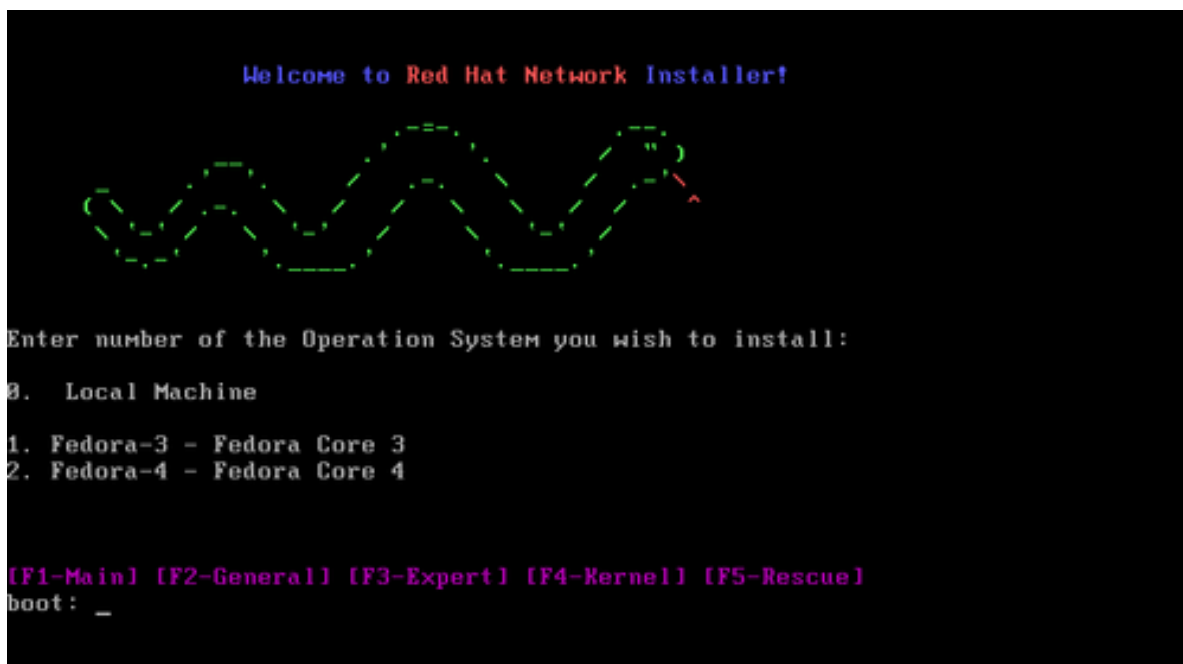 Welcome to Red Hat Network Installer!
Enter number of the Operation System you wish to install:
0. Local Machine
1. Fedora-3 - Fedora Core 3
2. Fedora-4 - Fedora Core 4
[F1-Main] [F2-General] [F3-Expert] [F4-Kernel] [F5-Rescue]
boot: _